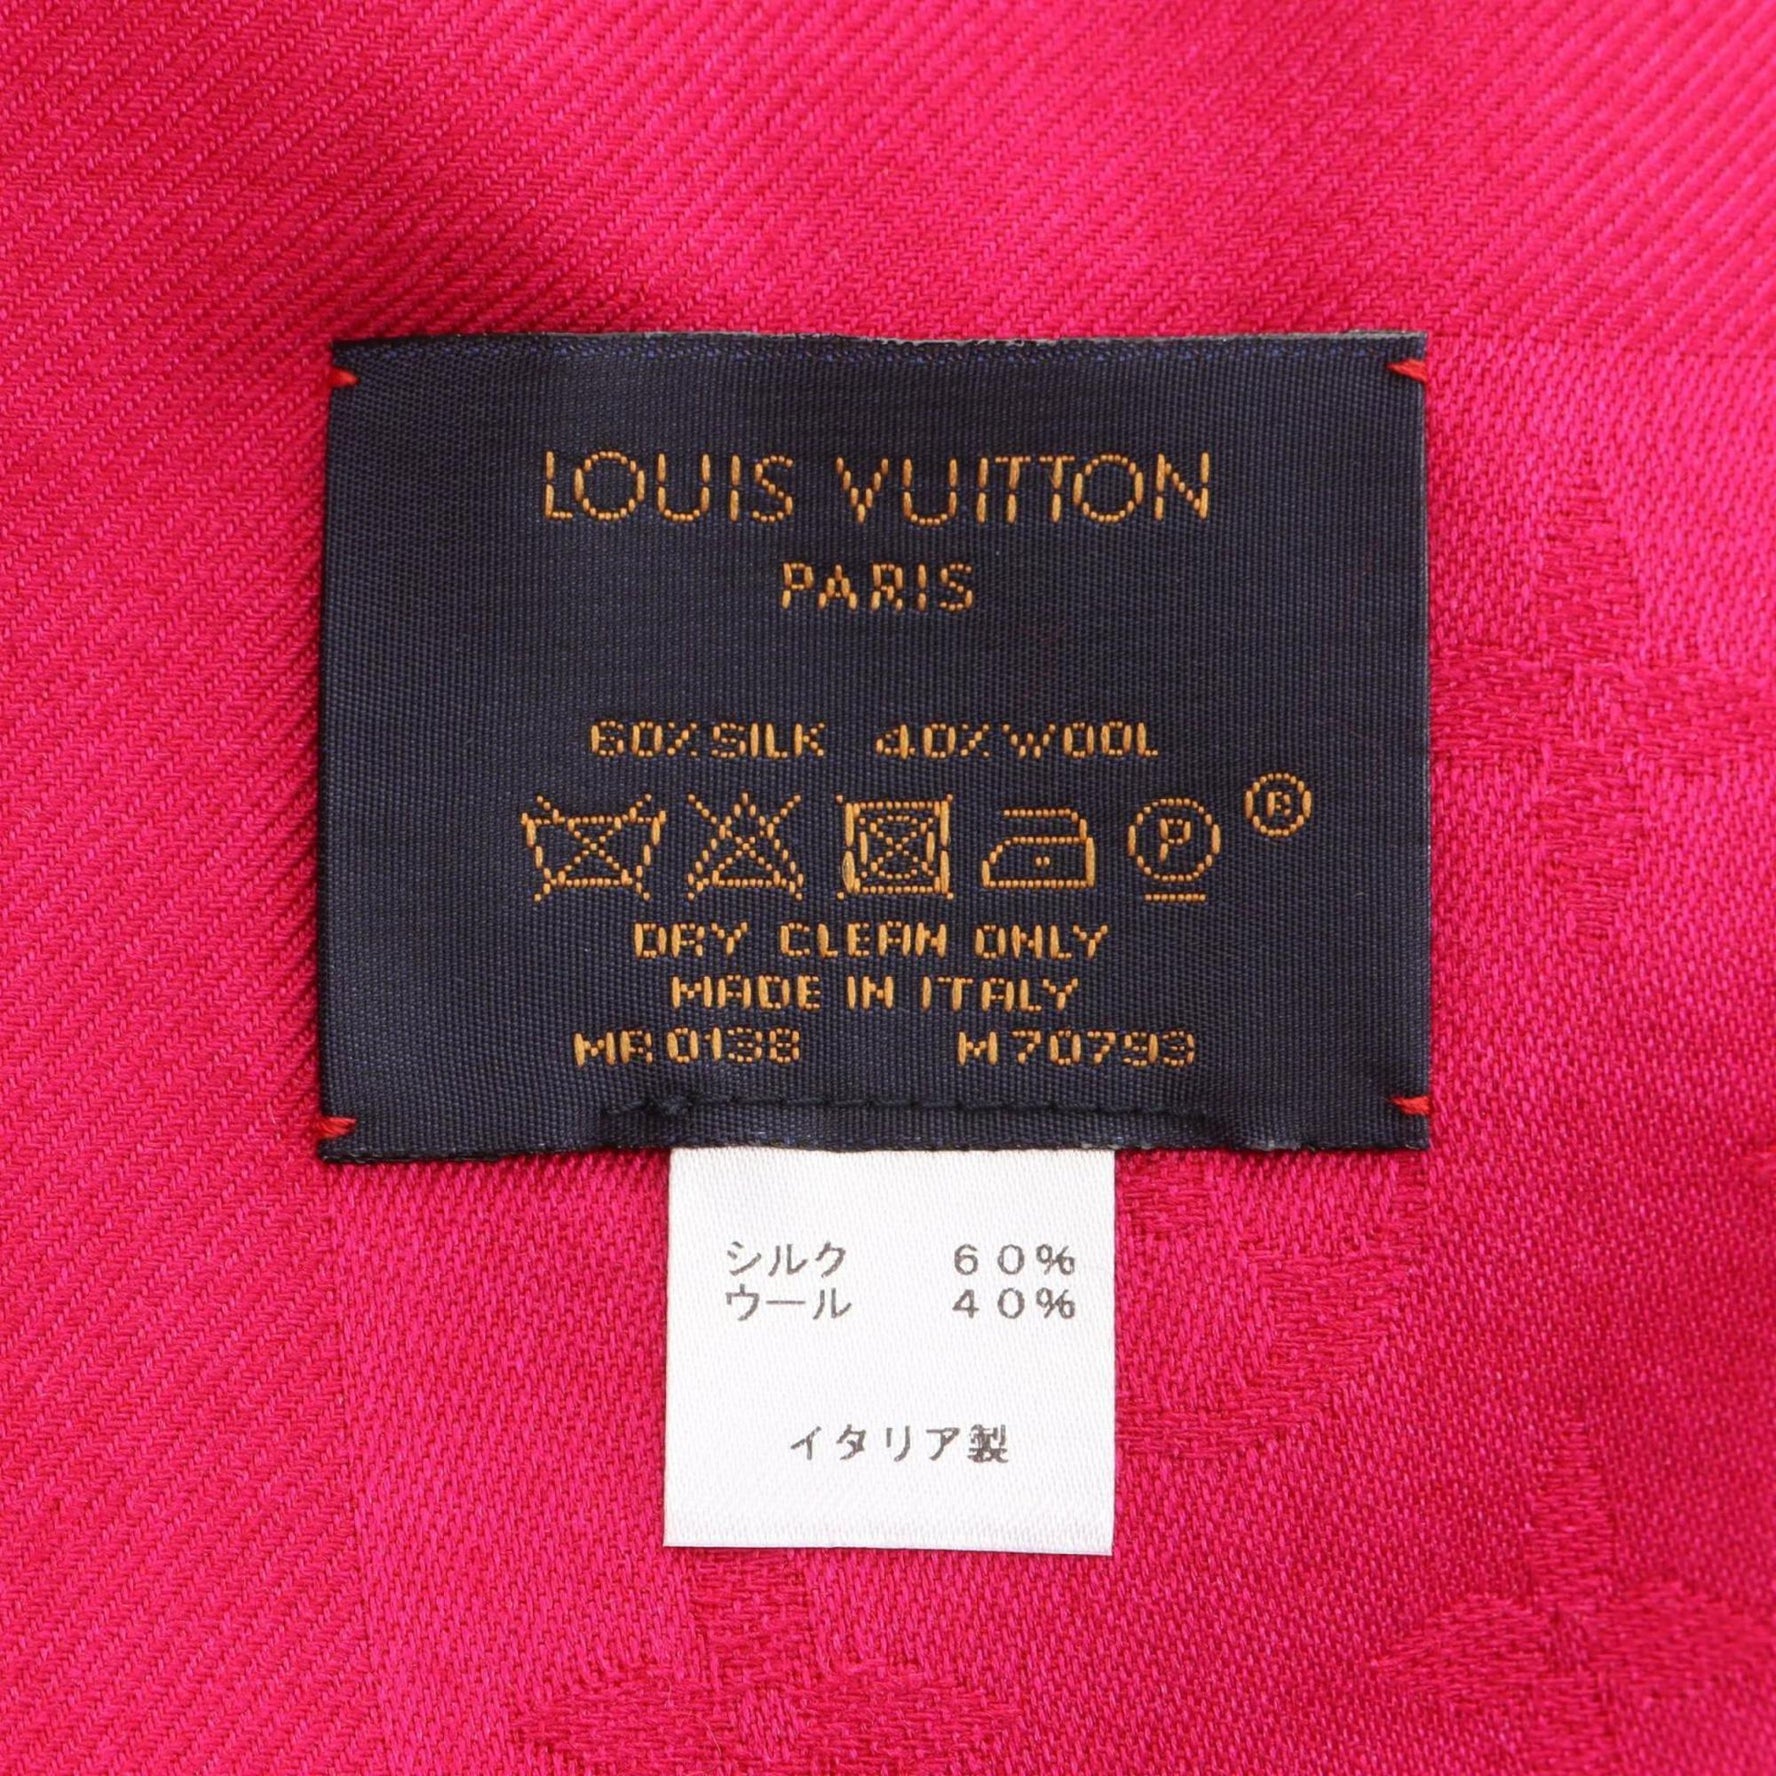 LOUIS VUITTON
PARIS
60% SILK 40% WOOL
P ®
DRY CLEAN ONLY
MADE IN ITALY
MR0138 M70793
シルク 60%
ウール 40%
イタリア製